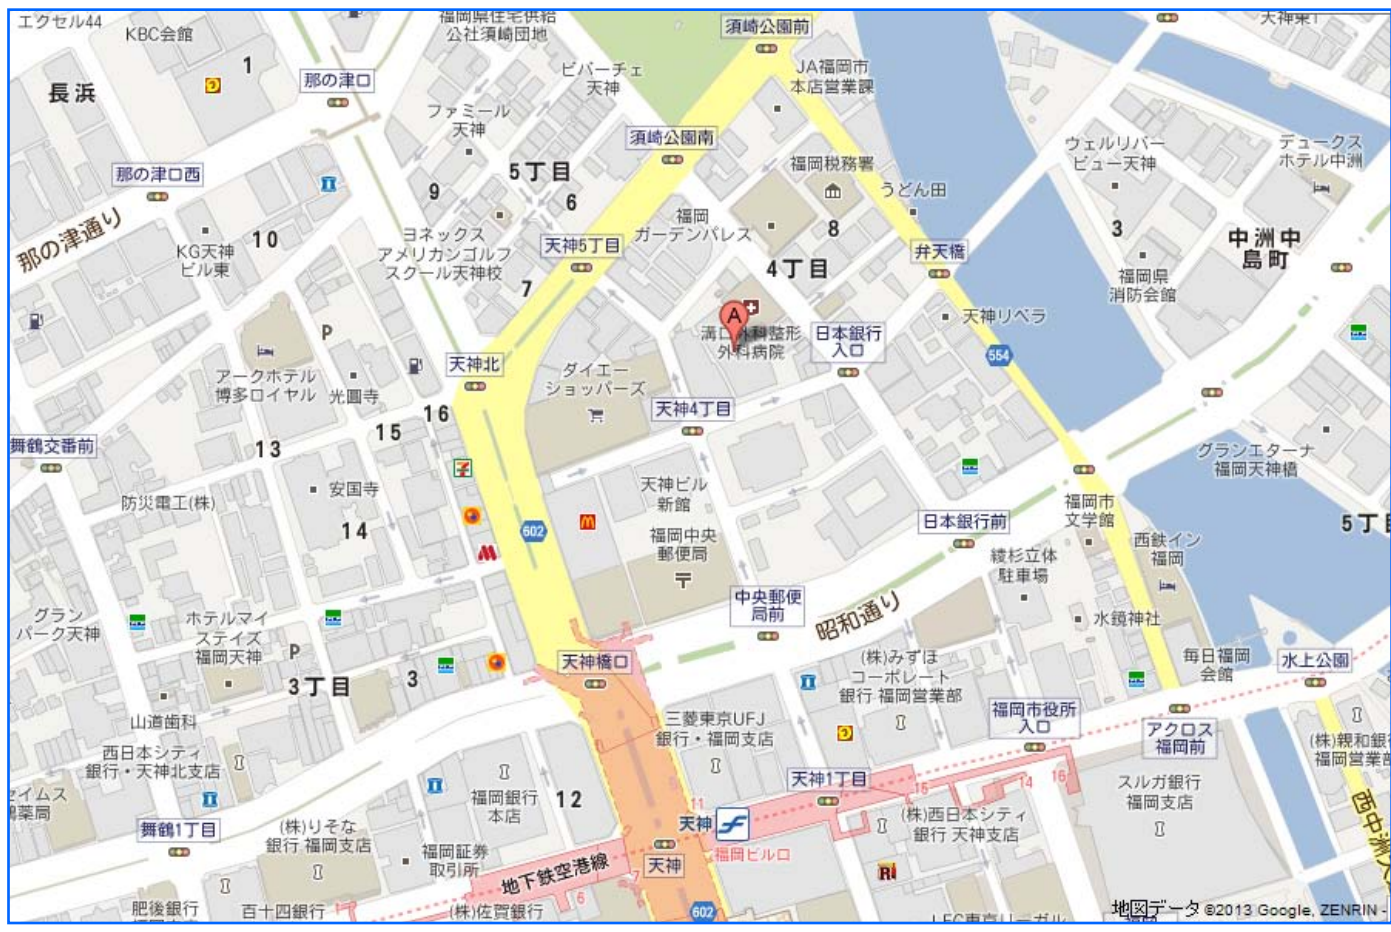 エクセル44
KBC会館
福岡県住宅供給
公社須崎団地
須崎公園前
天神東1
1
那の津口
長浜
ビバーチェ
天神
JA福岡市
本店営業課
ファミール
天神
須崎公園南
ウェルリバー
ビュー天神
デュークス
ホテル中洲
那の津口西
5丁目
福岡税務署
9
6
うどん田
那の津通り
10
KG天神
ビル東
ヨネックス
アメリカンゴルフ
スクール天神校
天神5丁目
福岡
ガーデンパレス
8
弁天橋
3
中洲中
島町
4丁目
福岡県
消防会館
7
P
A
溝口外科整形
外科病院
日本銀行
入口
天神リベラ
554
天神北
アークホテル
博多ロイヤル
光圓寺
ダイエー
ショッパーズ
16
15
天神4丁目
舞鶴交番前
13
グランエターナ
福岡天神橋
防災電工(株)
安国寺
天神ビル
新館
福岡市
文学館
14
602
福岡中央
郵便局
日本銀行前
5丁
西鉄イン
福岡
綾杉立体
駐車場
中央郵便
局前
昭和通り
グラン
パーク天神
ホテルマイ
ステイズ
福岡天神
水鏡神社
P
天神橋口
(株)みずほ
コーポレート
銀行 福岡営業部
毎日福岡
会館
水上公園
3丁目
3
山道歯科
三菱東京UFJ
銀行・福岡支店
福岡市役所
入口
アクロス
福岡前
(株)親和銀
福岡営業部
西日本シティ
銀行・天神北支店
セイムス
薬局
福岡銀行
本店
12
天神1丁目
15
14
16
スルガ銀行
福岡支店
西中洲
舞鶴1丁目
(株)りそな
銀行 福岡支店
福岡証券
取引所
天神
11
(株)西日本シティ
銀行 天神支店
福岡ビル口
天神
地下鉄空港線
7
6
1
肥後銀行
百十四銀行
(株)佐賀銀行
602
地図データ ©2013 Google, ZENRIN -